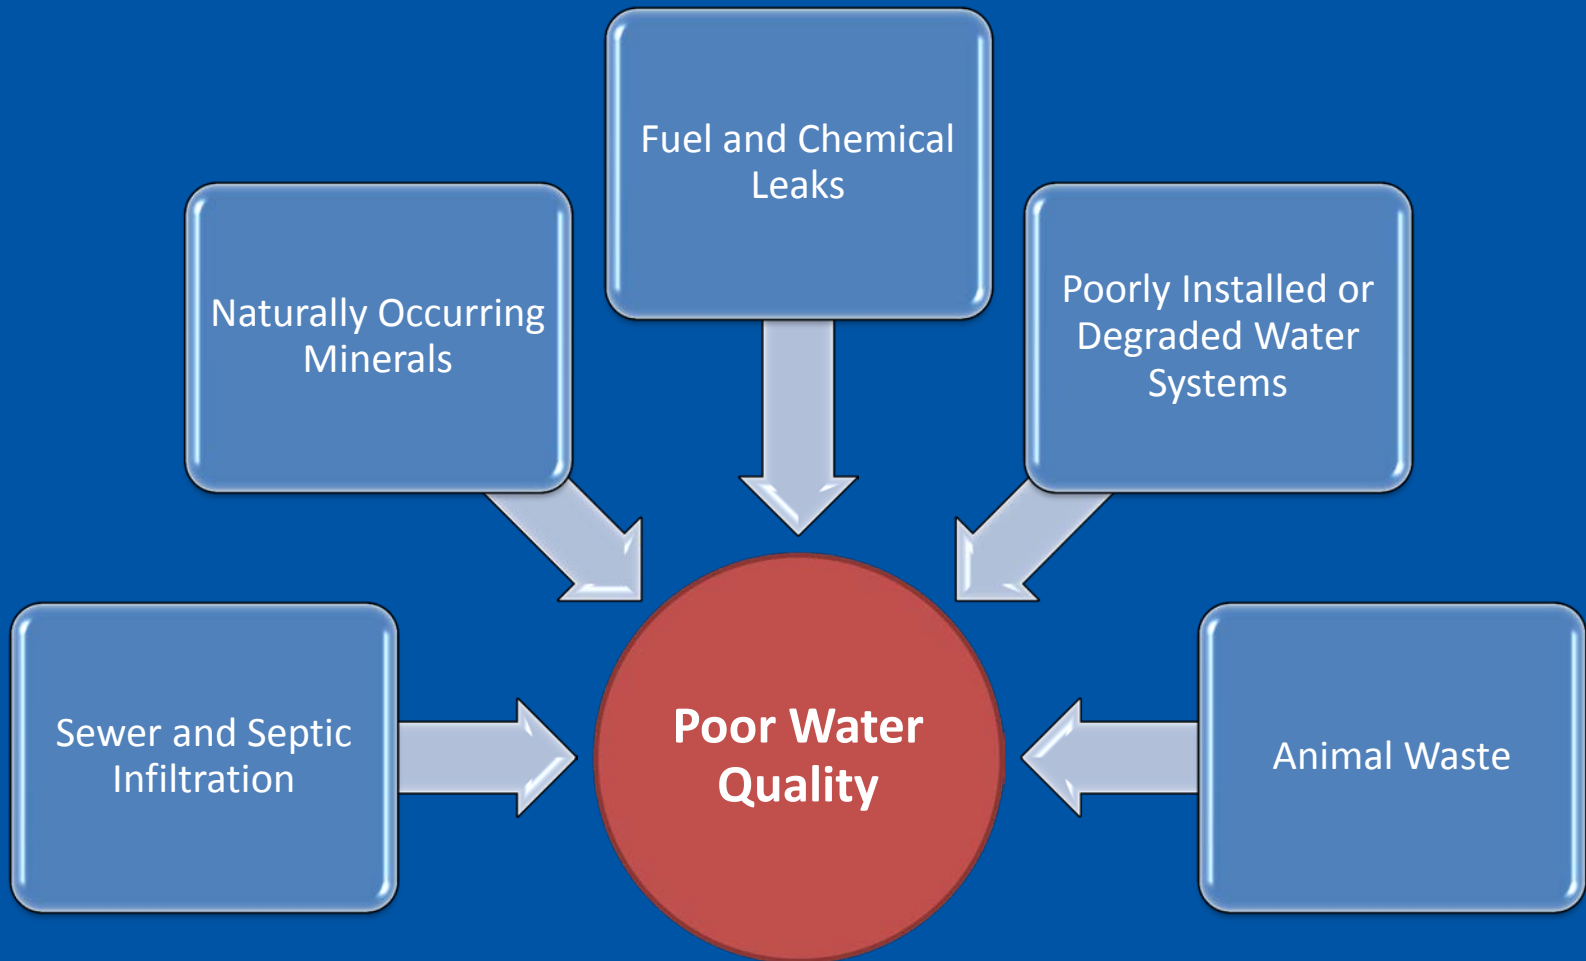 Fuel and Chemical
Leaks
Naturally Occurring
Minerals
Poorly Installed or
Degraded Water
Systems
Sewer and Septic
Infiltration
Poor Water
Quality
Animal Waste